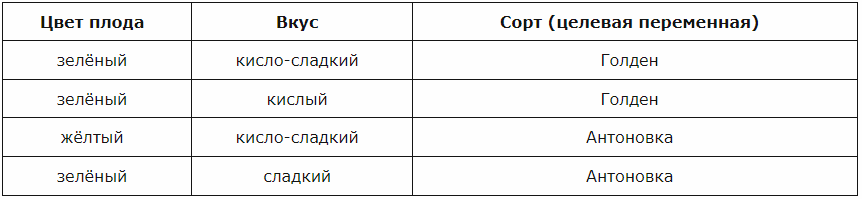 Цвет плода Вкус Сорт (целевая переменная)
зелёный кисло-сладкий Голден
зелёный кислый Голден
жёлтый кисло-сладкий Антоновка
зелёный сладкий Антоновка